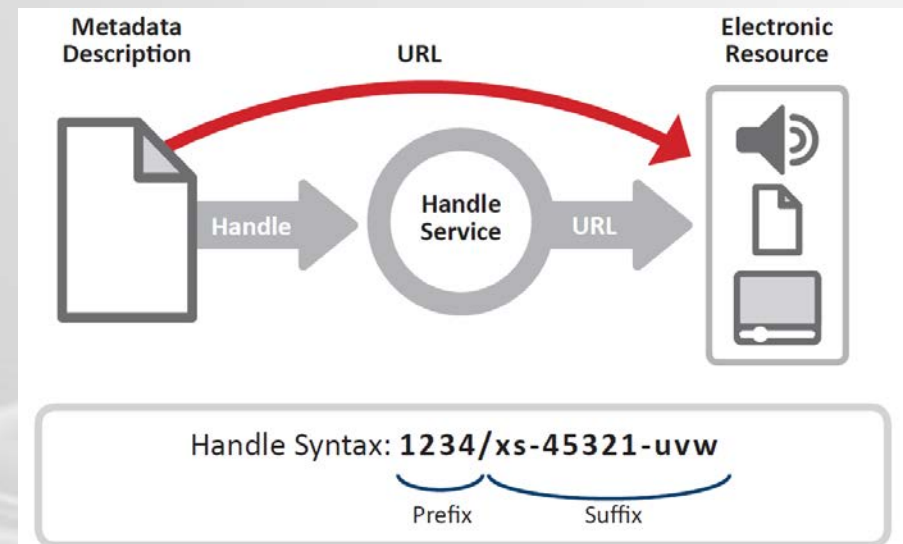 Metadata
Description
URL
Electronic
Resource
Handle
Handle
Service
URL
Handle Syntax: 1234/xs-45321-uvw
Prefix
Suffix